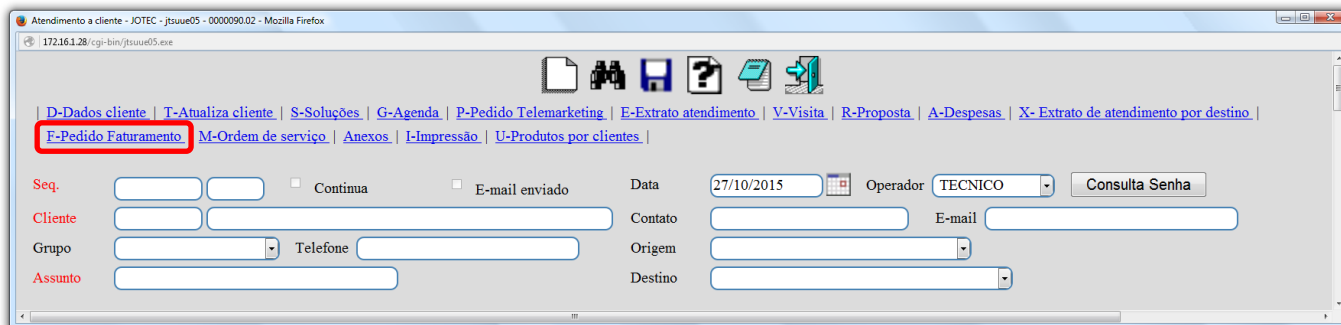 Atendimento a cliente - JOTEC - jtsuue05 - 0000090.02 - Mozilla Firefox
172.16.1.28/cgi-bin/jtsuue05.exe
| D-Dados cliente | T-Atualiza cliente | S-Soluções | G-Agenda | P-Pedido Telemarketing | E-Extrato atendimento | V-Visita | R-Proposta | A-Despesas | X- Extrato de atendimento por destino |
F-Pedido Faturamento | M-Ordem de serviço | Anexos | I-Impressão | U-Produtos por clientes |
Seq. Continua E-mail enviado Data 27/10/2015 Operador TECNICO Consulta Senha
Cliente Contato E-mail
Grupo Telefone Origem
Assunto Destino